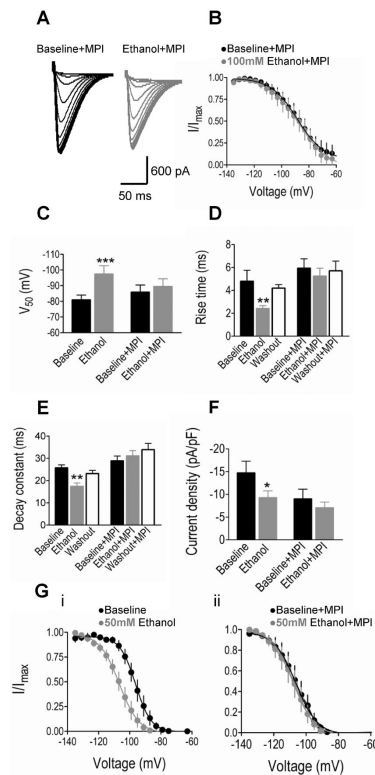 A
Baseline+MPI Ethanol+MPI
600 pA
50 ms
B
Baseline+MPI
100mM Ethanol+MPI
I/Imax
1.00
0.75
0.50
0.25
0.00
-140 -120 -100 -80 -60
Voltage (mV)
C
V50 (mV)
-110
-100
-90
-80
-70
-60
***
Baseline
Ethanol
Baseline+MPI
Ethanol+MPI
D
Rise time (ms)
10
8
6
4
2
0
**
Baseline
Ethanol
Washout
Baseline+MPI
Ethanol+MPI
Washout+MPI
E
Decay constant (ms)
60
40
20
0
**
Baseline
Ethanol
Washout
Baseline+MPI
Ethanol+MPI
Washout+MPI
F
Current density (pA/pF)
-20
-15
-10
-5
0
*
Baseline
Ethanol
Baseline+MPI
Ethanol+MPI
G
i
Baseline
50mM Ethanol
I/Imax
1.0
0.8
0.6
0.4
0.2
0.0
-140 -120 -100 -80 -60
Voltage (mV)
ii
Baseline+MPI
50mM Ethanol+MPI
1.0
0.8
0.6
0.4
0.2
0.0
-140 -120 -100 -80 -60
Voltage (mV)